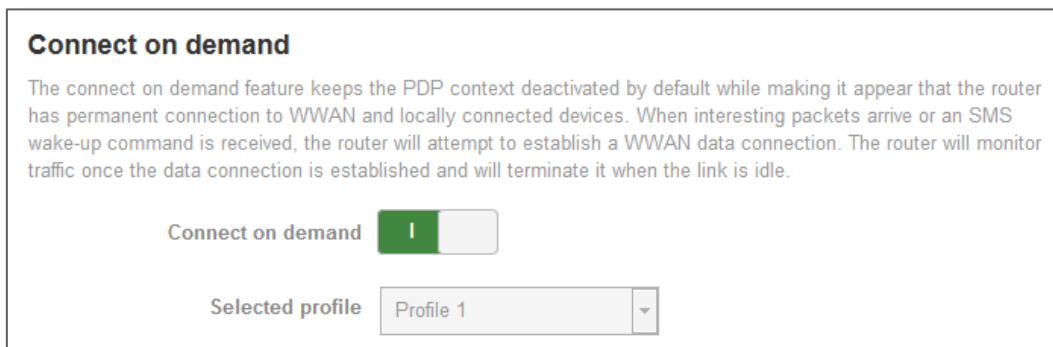 Connect on demand
The connect on demand feature keeps the PDP context deactivated by default while making it appear that the router
has permanent connection to WWAN and locally connected devices. When interesting packets arrive or an SMS
wake-up command is received, the router will attempt to establish a WWAN data connection. The router will monitor
traffic once the data connection is established and will terminate it when the link is idle.
Connect on demand I
Selected profile Profile 1